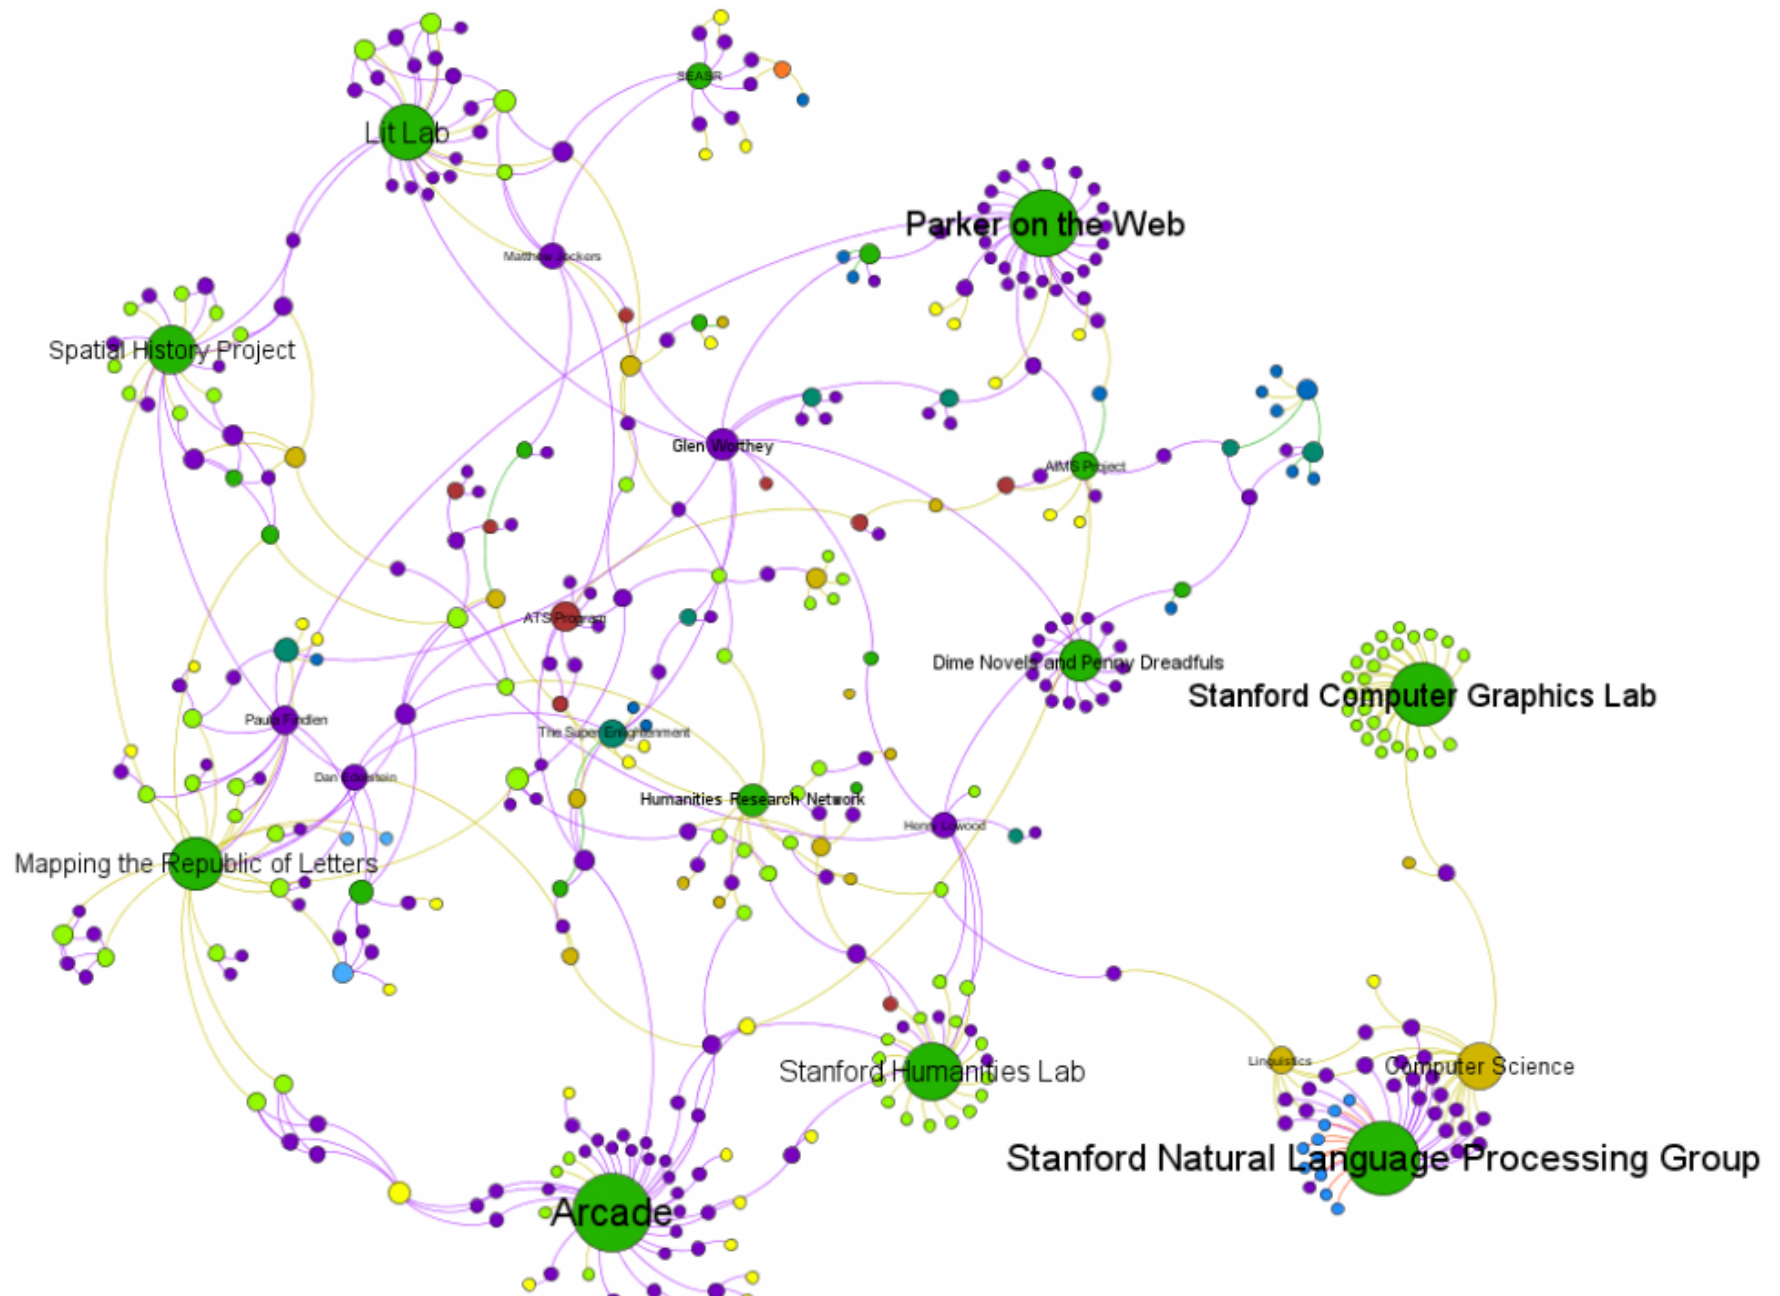 SEASR
Lit Lab
Parker on the Web
Matthew Jockers
Spatial History Project
Glen Worthey
AIMS Project
ATS Program
Dime Novels and Penny Dreadfuls
Stanford Computer Graphics Lab
Paula Findlen
The Super Enlightenment
Dan Edelstein
Humanities Research Network
Henry Lowood
Mapping the Republic of Letters
Linguistics
Computer Science
Stanford Humanities Lab
Stanford Natural Language Processing Group
Arcade